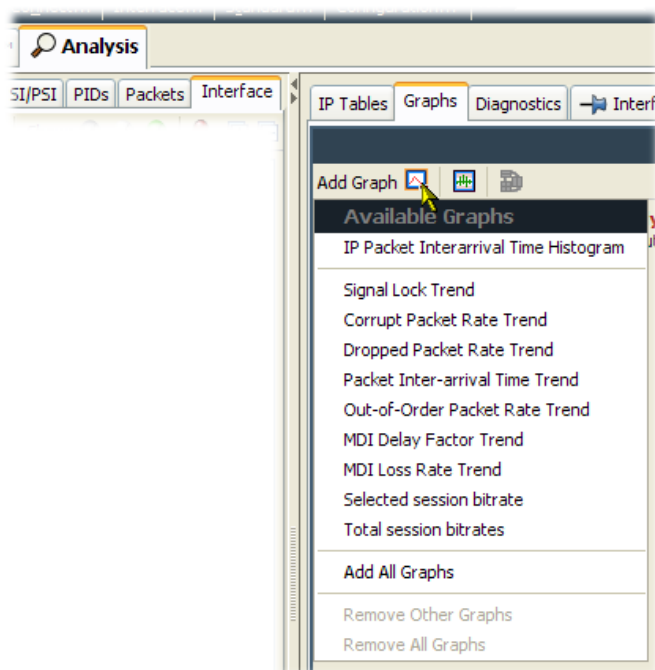 Analysis
SI/PSI PIDs Packets Interface
IP Tables Graphs Diagnostics Interf
Add Graph
Available Graphs
IP Packet Interarrival Time Histogram
Signal Lock Trend
Corrupt Packet Rate Trend
Dropped Packet Rate Trend
Packet Inter-arrival Time Trend
Out-of-Order Packet Rate Trend
MDI Delay Factor Trend
MDI Loss Rate Trend
Selected session bitrate
Total session bitrates
Add All Graphs
Remove Other Graphs
Remove All Graphs